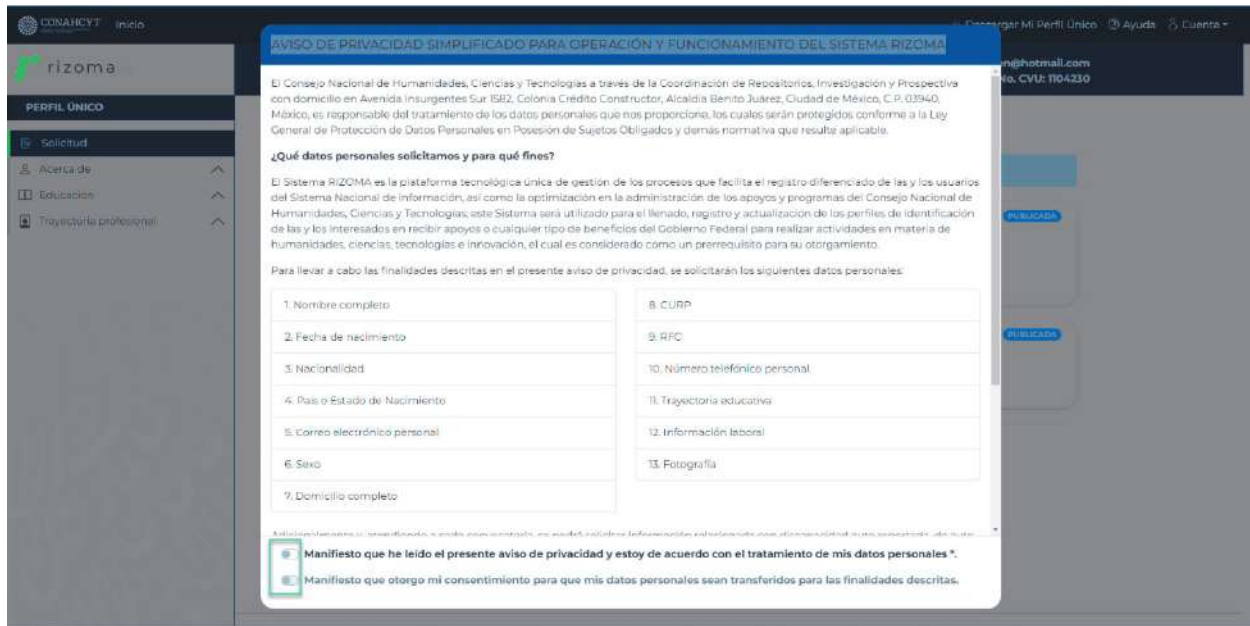 CONAHCYT Inicio
Descargar Mi Perfil Único Ayuda Cuenta
rizoma
n@hotmail.com
No. CVU: 1104230
PERFIL ÚNICO
Solicitud
Acerca de
Educación
Trayectoria profesional
PUBLICADA
PUBLICADA
AVISO DE PRIVACIDAD SIMPLIFICADO PARA OPERACIÓN Y FUNCIONAMIENTO DEL SISTEMA RIZOMA
El Consejo Nacional de Humanidades, Ciencias y Tecnologías a través de la Coordinación de Repositorios, Investigación y Prospectiva
con domicilio en Avenida Insurgentes Sur 1582, Colonia Crédito Constructor, Alcaldía Benito Juárez, Ciudad de México, C.P. 03940,
México, es responsable del tratamiento de los datos personales que nos proporcione, los cuales serán protegidos conforme a la Ley
General de Protección de Datos Personales en Posesión de Sujetos Obligados y demás normativa que resulte aplicable.
¿Qué datos personales solicitamos y para qué fines?
El Sistema RIZOMA es la plataforma tecnológica única de gestión de los procesos que facilita el registro diferenciado de las y los usuarios
del Sistema Nacional de información, así como la optimización en la administración de los apoyos y programas del Consejo Nacional de
Humanidades, Ciencias y Tecnologías; este Sistema será utilizado para el llenado, registro y actualización de los perfiles de identificación
de las y los interesados en recibir apoyos o cualquier tipo de beneficios del Gobierno Federal para realizar actividades en materia de
humanidades, ciencias, tecnologías e innovación, el cual es considerado como un prerrequisito para su otorgamiento.
Para llevar a cabo las finalidades descritas en el presente aviso de privacidad, se solicitarán los siguientes datos personales:
1. Nombre completo
2. Fecha de nacimiento
3. Nacionalidad
4. País o Estado de Nacimiento
5. Correo electrónico personal
6. Sexo
7. Domicilio completo
8. CURP
9. RFC
10. Número telefónico personal
11. Trayectoria educativa
12. Información laboral
13. Fotografía
Manifiesto que he leído el presente aviso de privacidad y estoy de acuerdo con el tratamiento de mis datos personales *.
Manifiesto que otorgo mi consentimiento para que mis datos personales sean transferidos para las finalidades descritas.